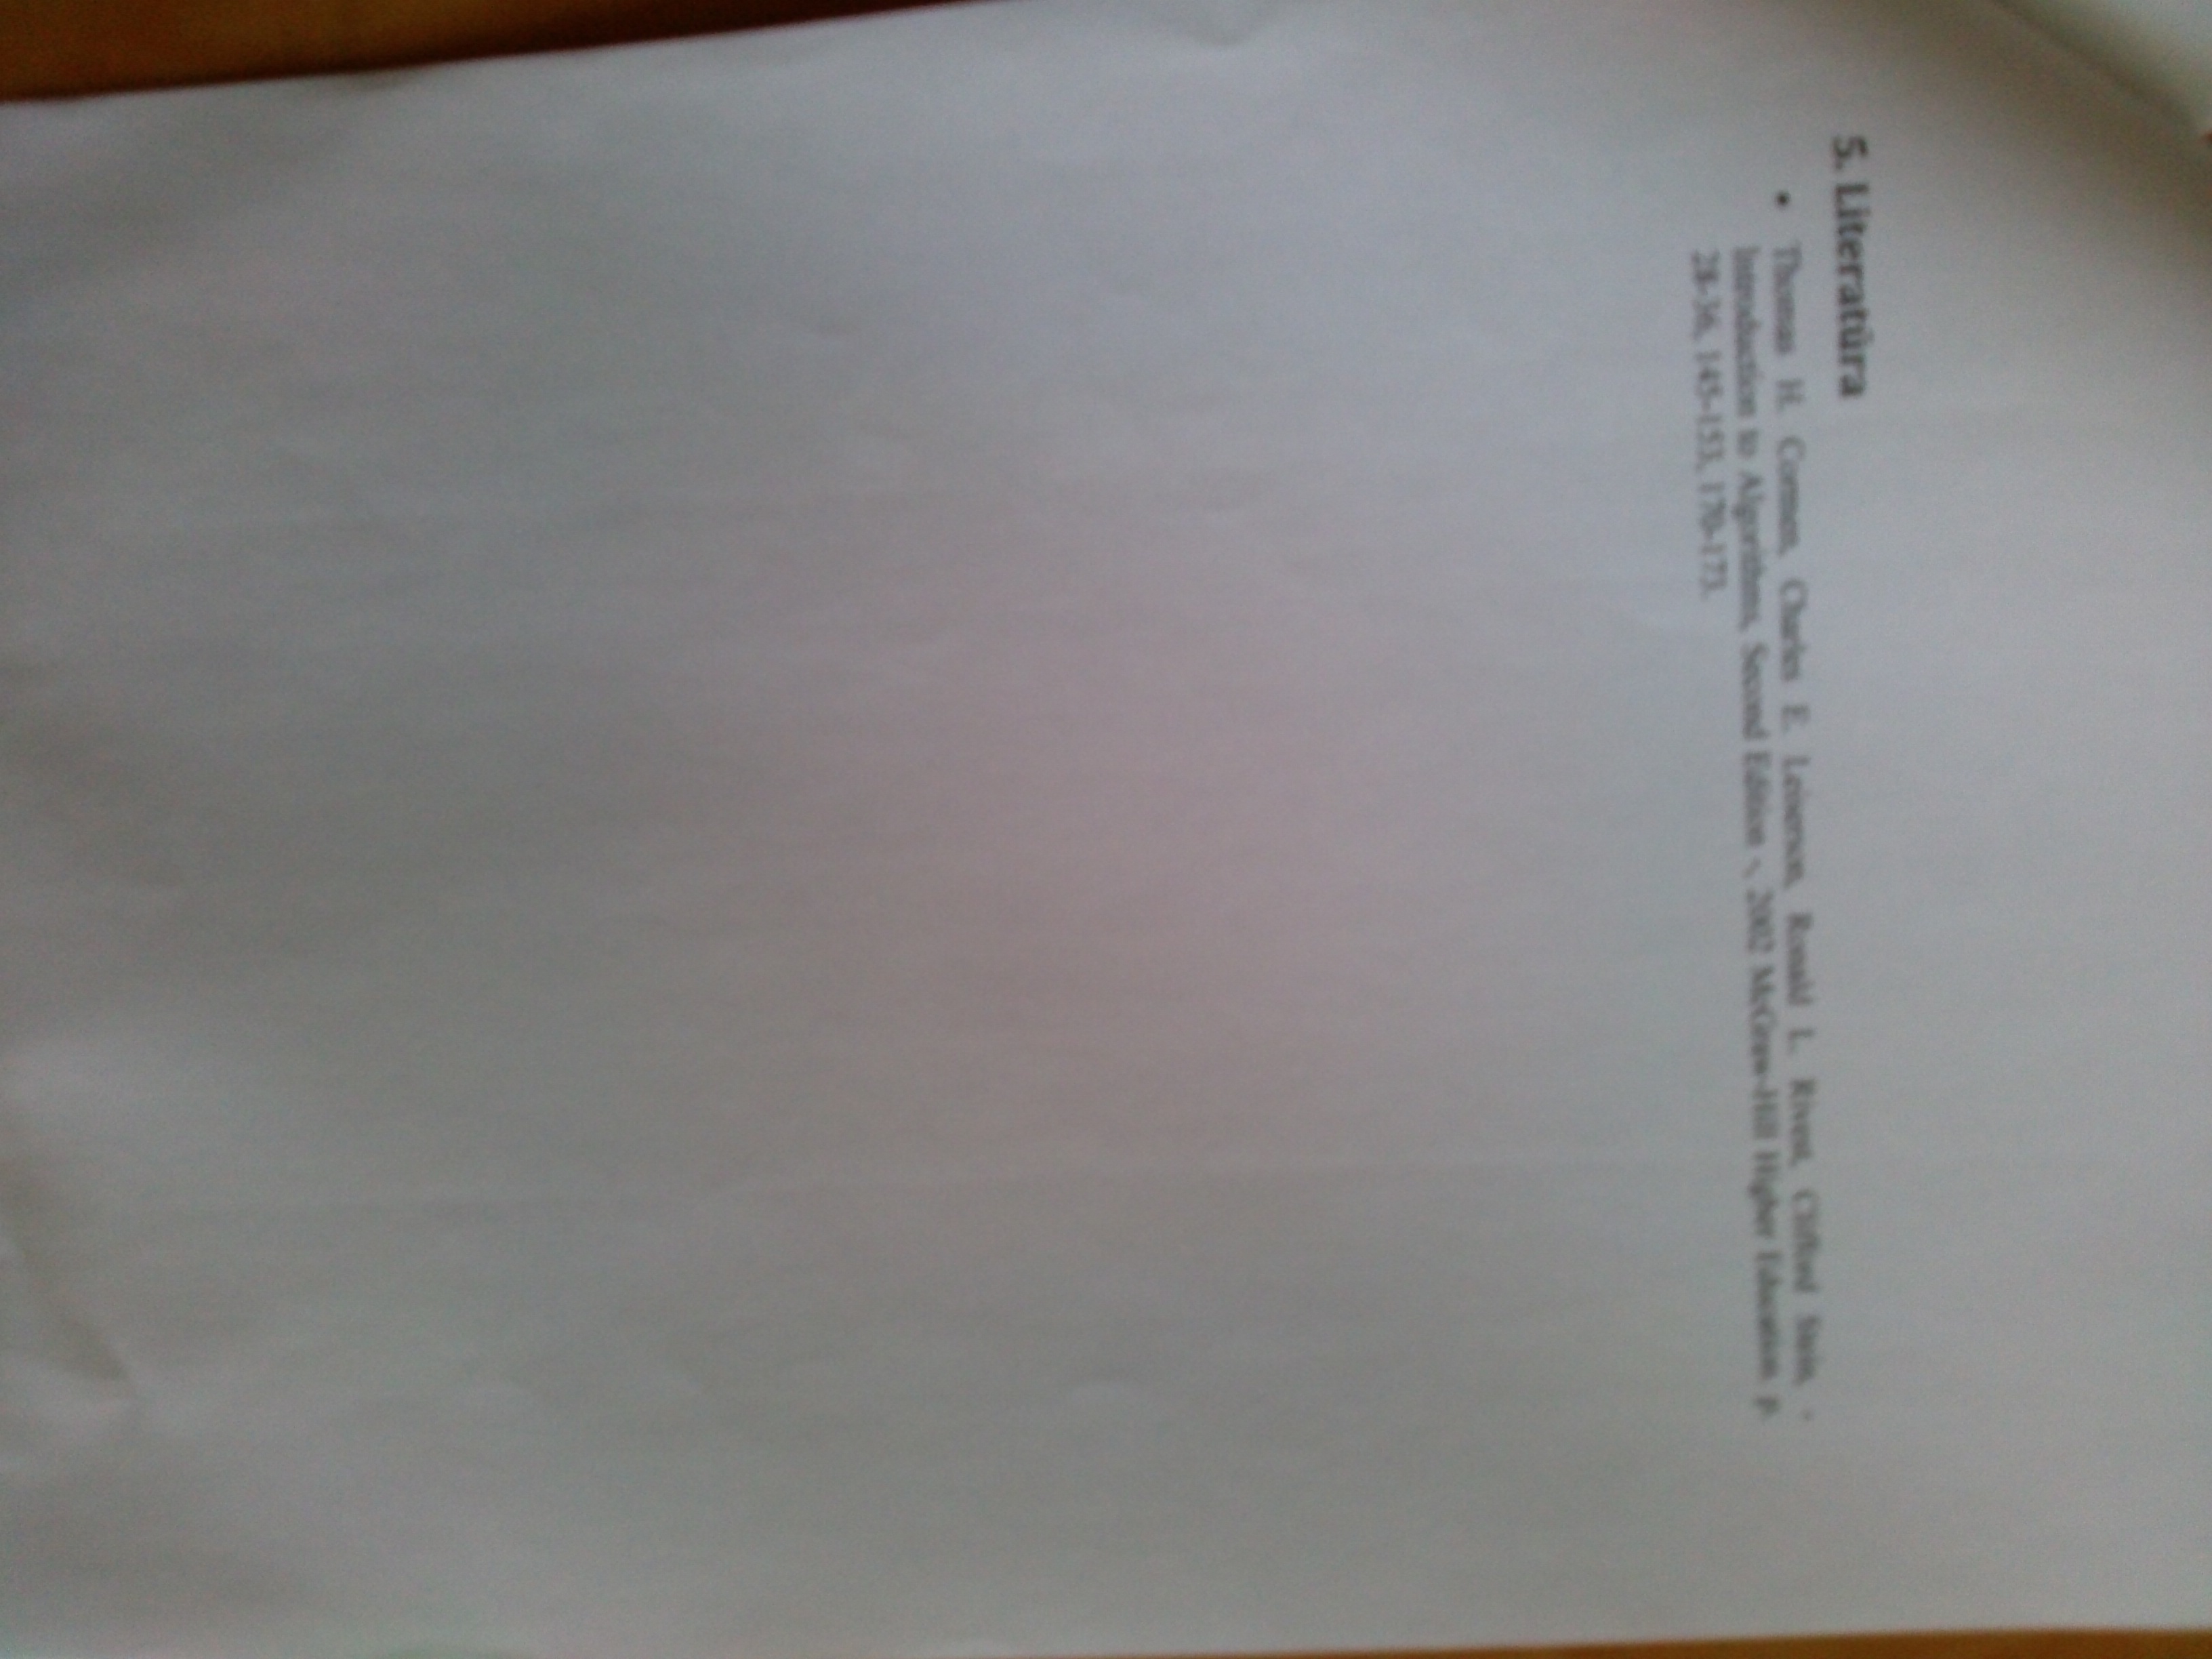 5. Literatūra
• Thomas H. Cormen, Charles E. Leiserson, Ronald L. Rivest, Clifford Stein,
Introduction to Algorithms, Second Edition , 2002 McGraw-Hill Higher Education p.
28-36, 145-153, 170-173.